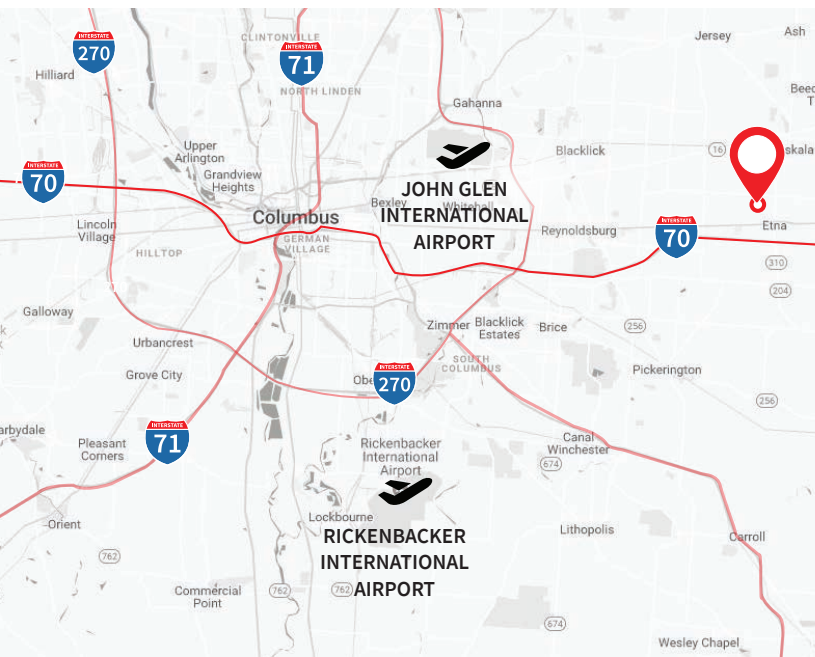 Jersey
Ash
CLINTONVILLE
INTERSTATE
270
INTERSTATE
71
Hilliard
NORTH LINDEN
Gahanna
Upper
Arlington
Blacklick
16
skala
Grandview
Heights
INTERSTATE
70
JOHN GLEN
Bexley
Whitehall
INTERNATIONAL
AIRPORT
Columbus
GERMAN
VILLAGE
Lincoln
Village
HILLTOP
Reynoldsburg
INTERSTATE
70
Etna
310
204
Galloway
Urbancrest
Zimmer
Blacklick
Estates
Brice
256
SOUTH
COLUMBUS
Grove City
INTERSTATE
270
Pickerington
256
arbydale
INTERSTATE
71
Pleasant
Corners
Rickenbacker
International
Airport
Canal
Winchester
674
Lockbourne
RICKENBACKER
INTERNATIONAL
AIRPORT
Orient
Lithopolis
Carroll
762
Commercial
Point
762
762
674
Wesley Chapel